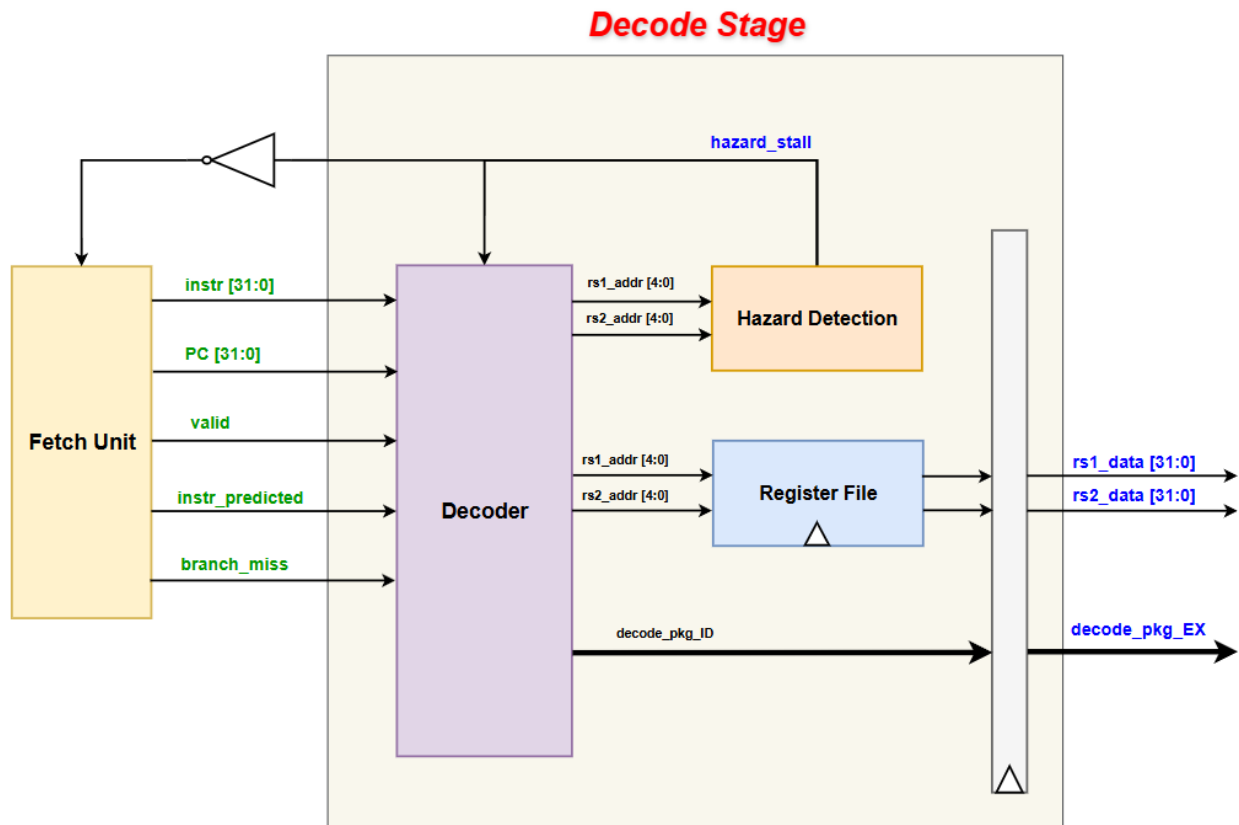 Decode Stage
hazard_stall
instr [31:0]
PC [31:0]
valid
instr_predicted
branch_miss
Fetch Unit
Decoder
rs1_addr [4:0]
rs2_addr [4:0]
Hazard Detection
rs1_addr [4:0]
rs2_addr [4:0]
Register File
decode_pkg_ID
rs1_data [31:0]
rs2_data [31:0]
decode_pkg_EX